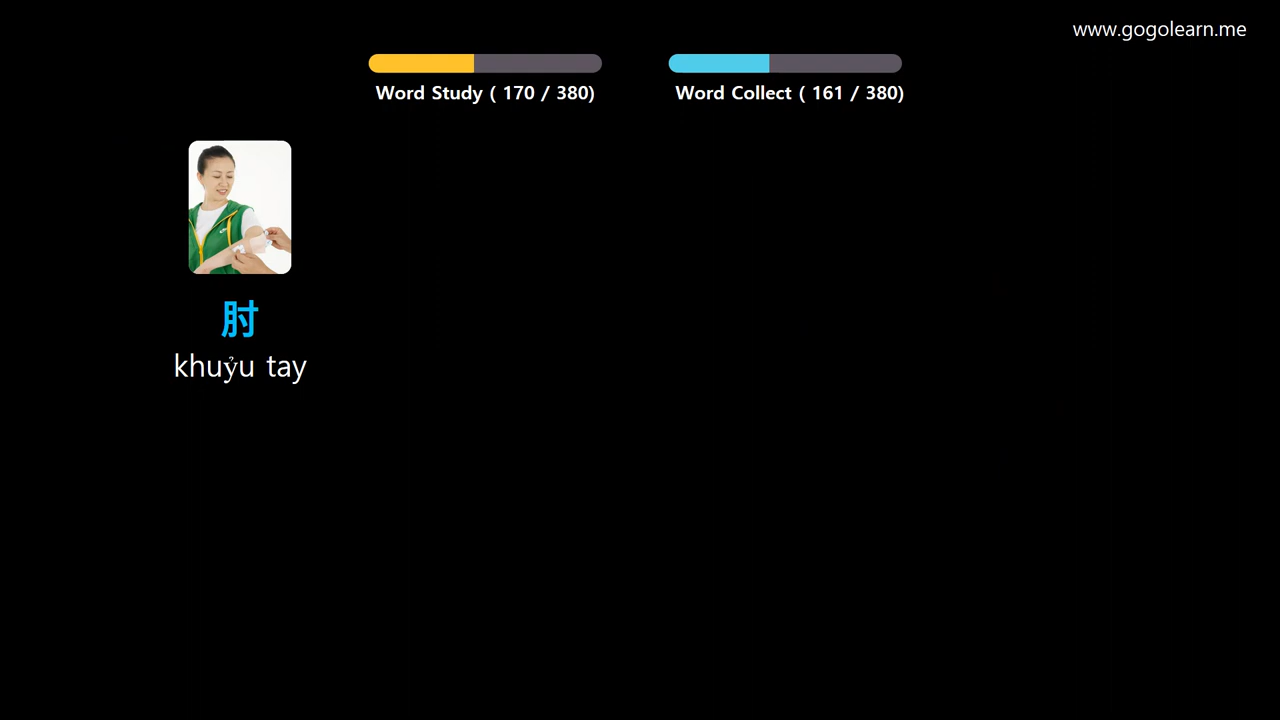 www.gogolearn.me
Word Study ( 170 / 380)
Word Collect ( 161 / 380)
肘
khuỷu tay